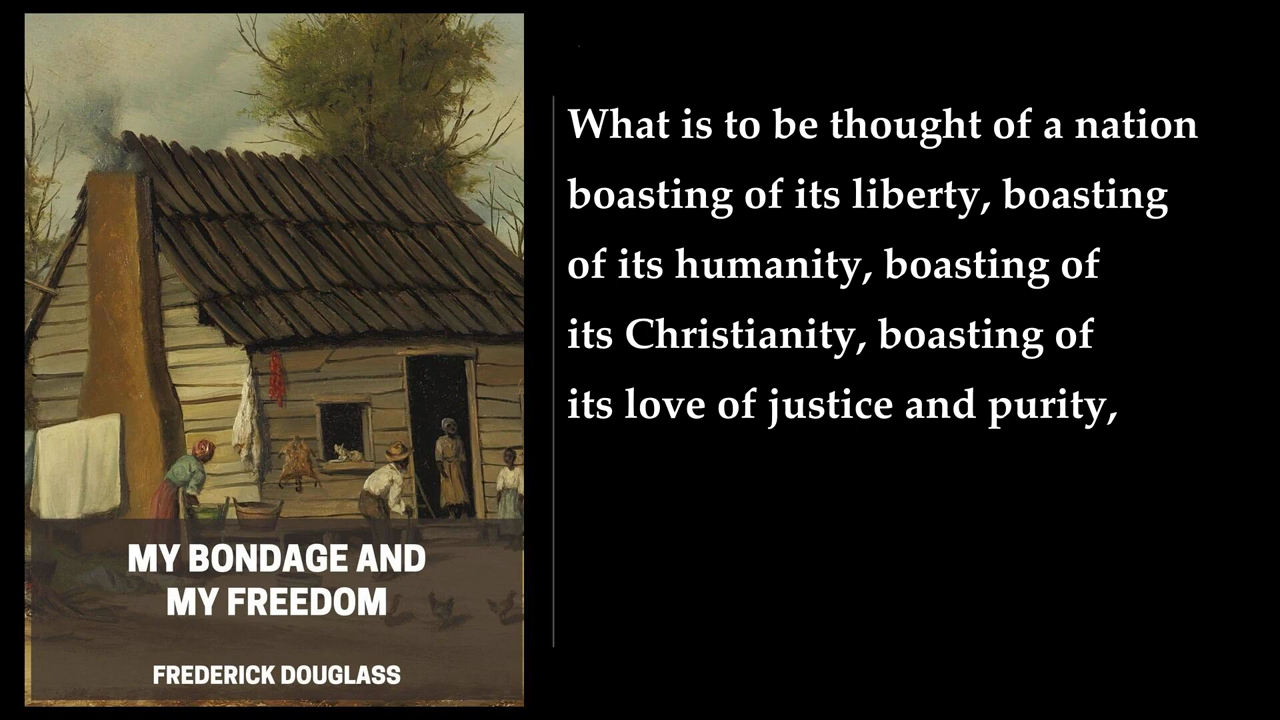 MY BONDAGE AND
MY FREEDOM
FREDERICK DOUGLASS
What is to be thought of a nation
boasting of its liberty, boasting
of its humanity, boasting of
its Christianity, boasting of
its love of justice and purity,